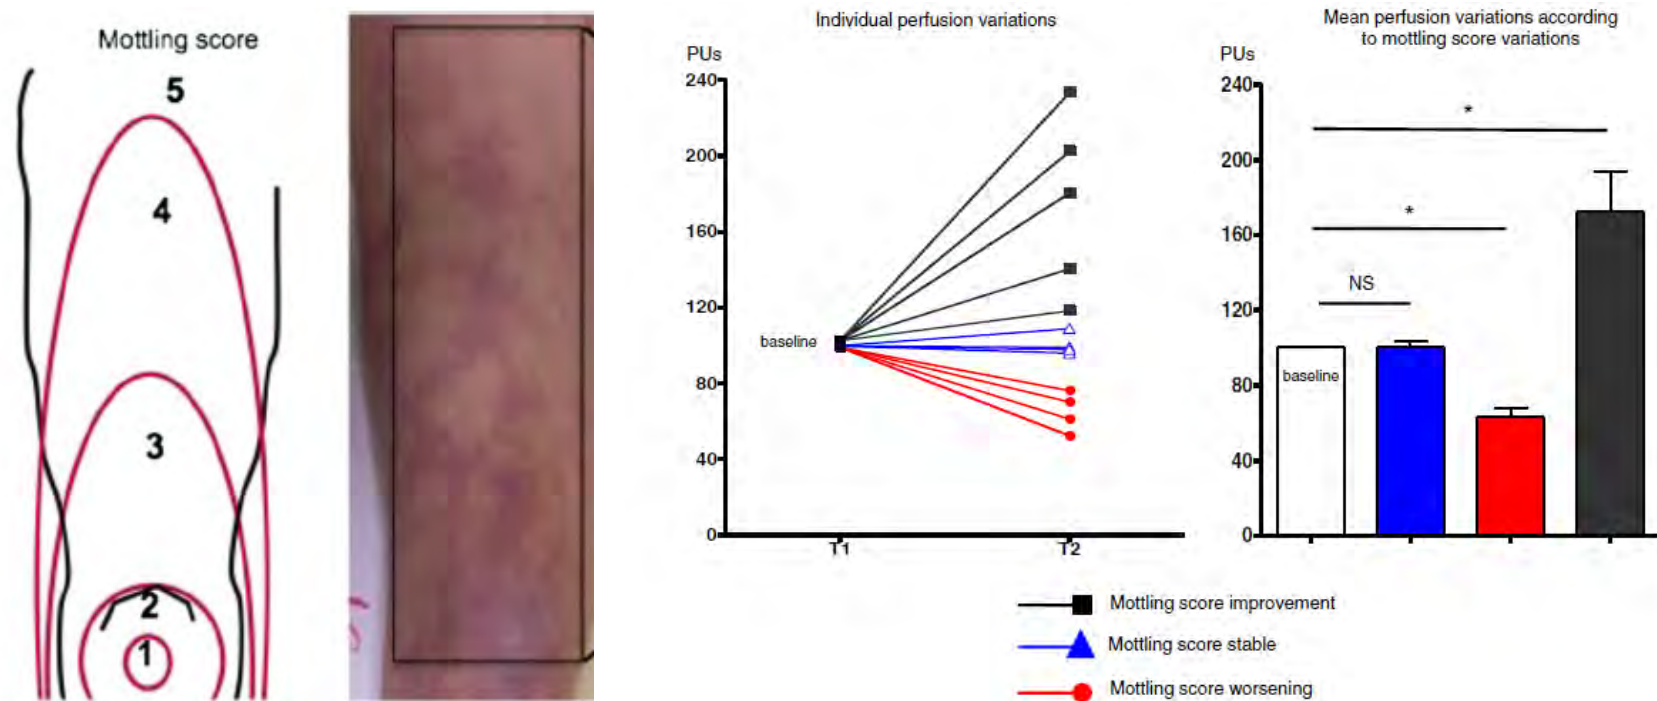 Mottling score
5
4
3
2
1
Individual perfusion variations
PUs
240
200
160
120
baseline
80
40
0
T1
T2
Mean perfusion variations according
to mottling score variations
PUs
240
200
160
120
80
40
0
*
*
NS
baseline
Mottling score improvement
Mottling score stable
Mottling score worsening